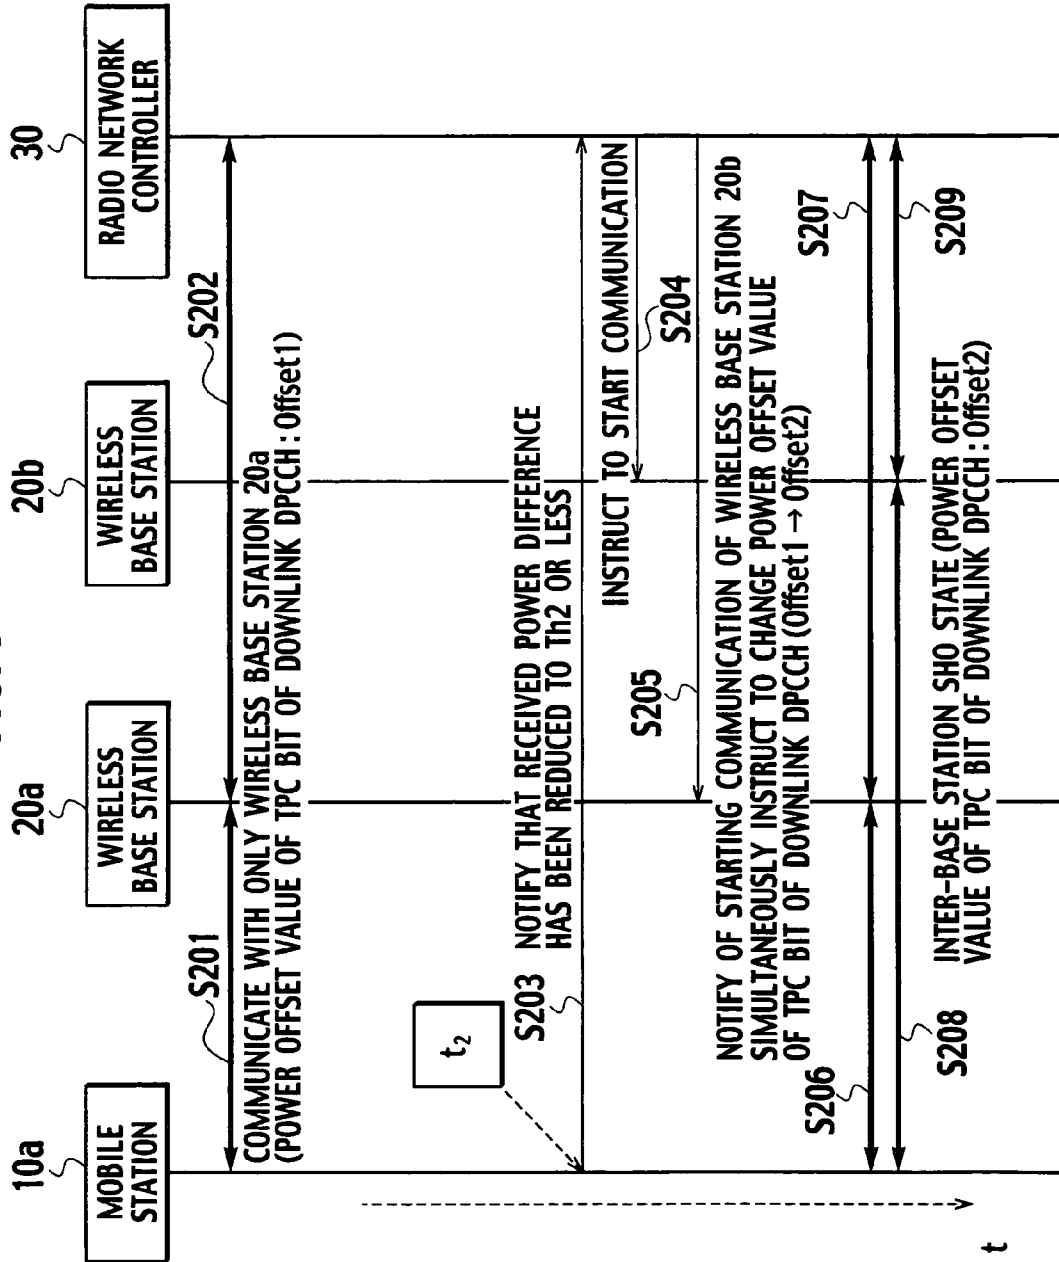 10a
20a
20b
30
MOBILE
STATION
WIRELESS
BASE STATION
WIRELESS
BASE STATION
RADIO NETWORK
CONTROLLER
S201
S202
COMMUNICATE WITH ONLY WIRELESS BASE STATION 20a
(POWER OFFSET VALUE OF TPC BIT OF DOWNLINK DPCCH : Offset1)
t2
S203
NOTIFY THAT RECEIVED POWER DIFFERENCE
HAS BEEN REDUCED TO Th2 OR LESS
INSTRUCT TO START COMMUNICATION
S204
S205
NOTIFY OF STARTING COMMUNICATION OF WIRELESS BASE STATION 20b
SIMULTANEOUSLY INSTRUCT TO CHANGE POWER OFFSET VALUE
OF TPC BIT OF DOWNLINK DPCCH (Offset1 → Offset2)
S206
S207
S208
S209
INTER-BASE STATION SHO STATE (POWER OFFSET
VALUE OF TPC BIT OF DOWNLINK DPCCH : Offset2)
t